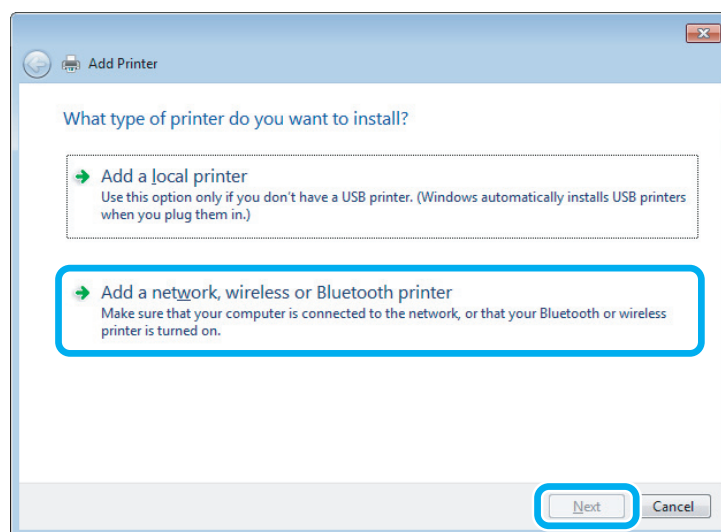 Add Printer
What type of printer do you want to install?
Add a local printer
Use this option only if you don't have a USB printer. (Windows automatically installs USB printers
when you plug them in.)
Add a network, wireless or Bluetooth printer
Make sure that your computer is connected to the network, or that your Bluetooth or wireless
printer is turned on.
Next Cancel